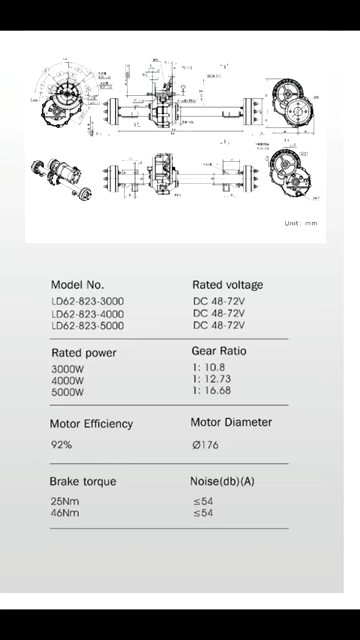 Unit: mm
Model No.
Rated voltage
LD62-823-3000
DC 48-72V
LD62-823-4000
DC 48-72V
LD62-823-5000
DC 48-72V
Rated power
Gear Ratio
3000W
1: 10.8
4000W
1: 12.73
5000W
1: 16.68
Motor Efficiency
Motor Diameter
92%
Ø176
Brake torque
Noise(db)(A)
25Nm
≤54
46Nm
≤54